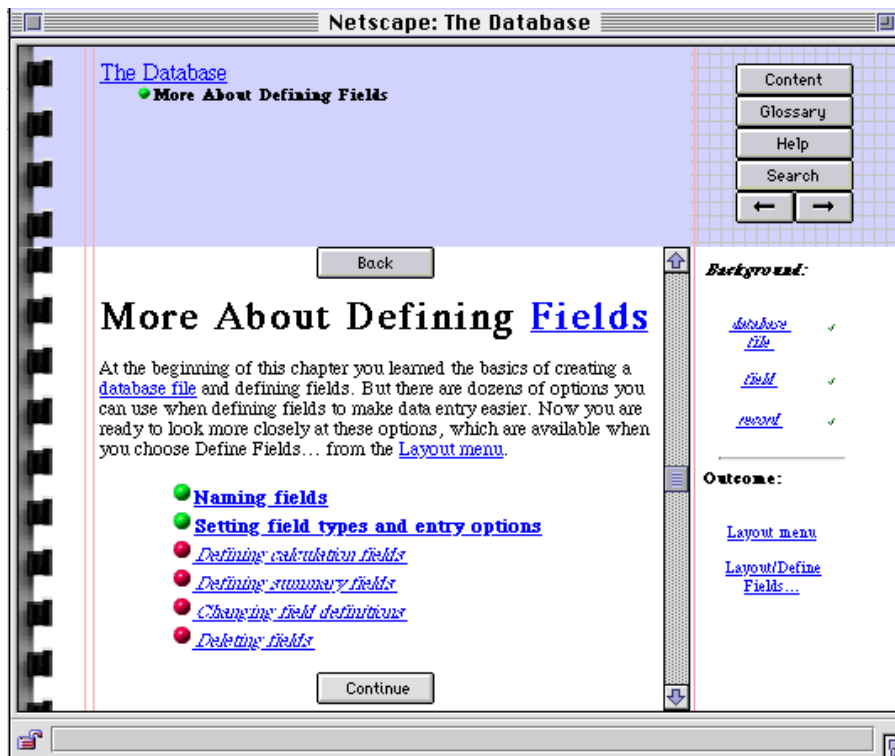 Netscape: The Database
The Database
More About Defining Fields
Content
Glossary
Help
Search
← →
Back
More About Defining Fields
At the beginning of this chapter you learned the basics of creating a
database file and defining fields. But there are dozens of options you
can use when defining fields to make data entry easier. Now you are
ready to look more closely at these options, which are available when
you choose Define Fields... from the Layout menu.
Naming fields
Setting field types and entry options
Defining calculation fields
Defining summary fields
Changing field definitions
Deleting fields
Continue
Background:
database
file
field
record
Outcome:
Layout menu
Layout/Define
Fields...